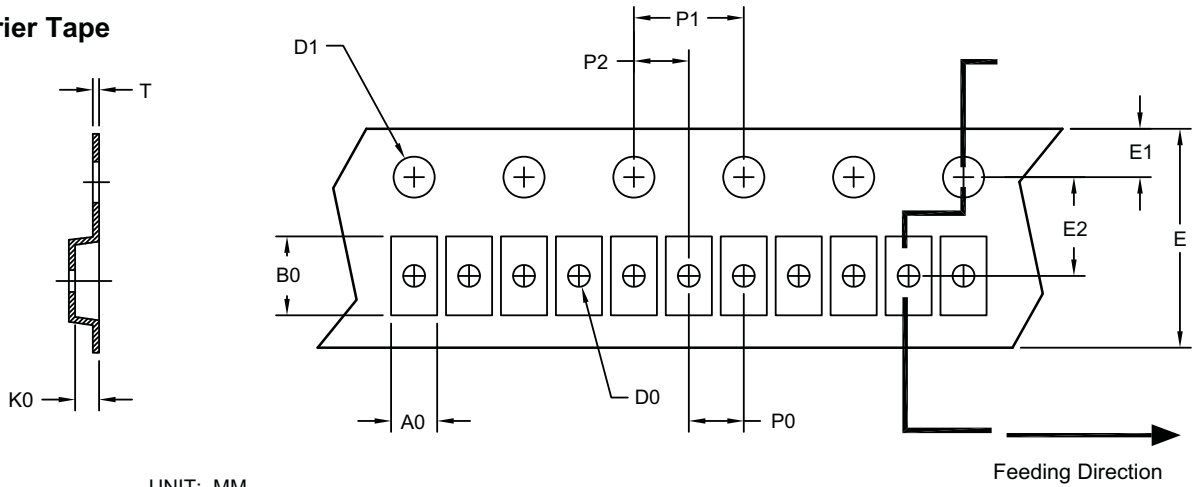 rier Tape
P1
D1
P2
T
E1
E2
E
B0
K0
A0
D0
P0
Feeding Direction
UNIT: MM